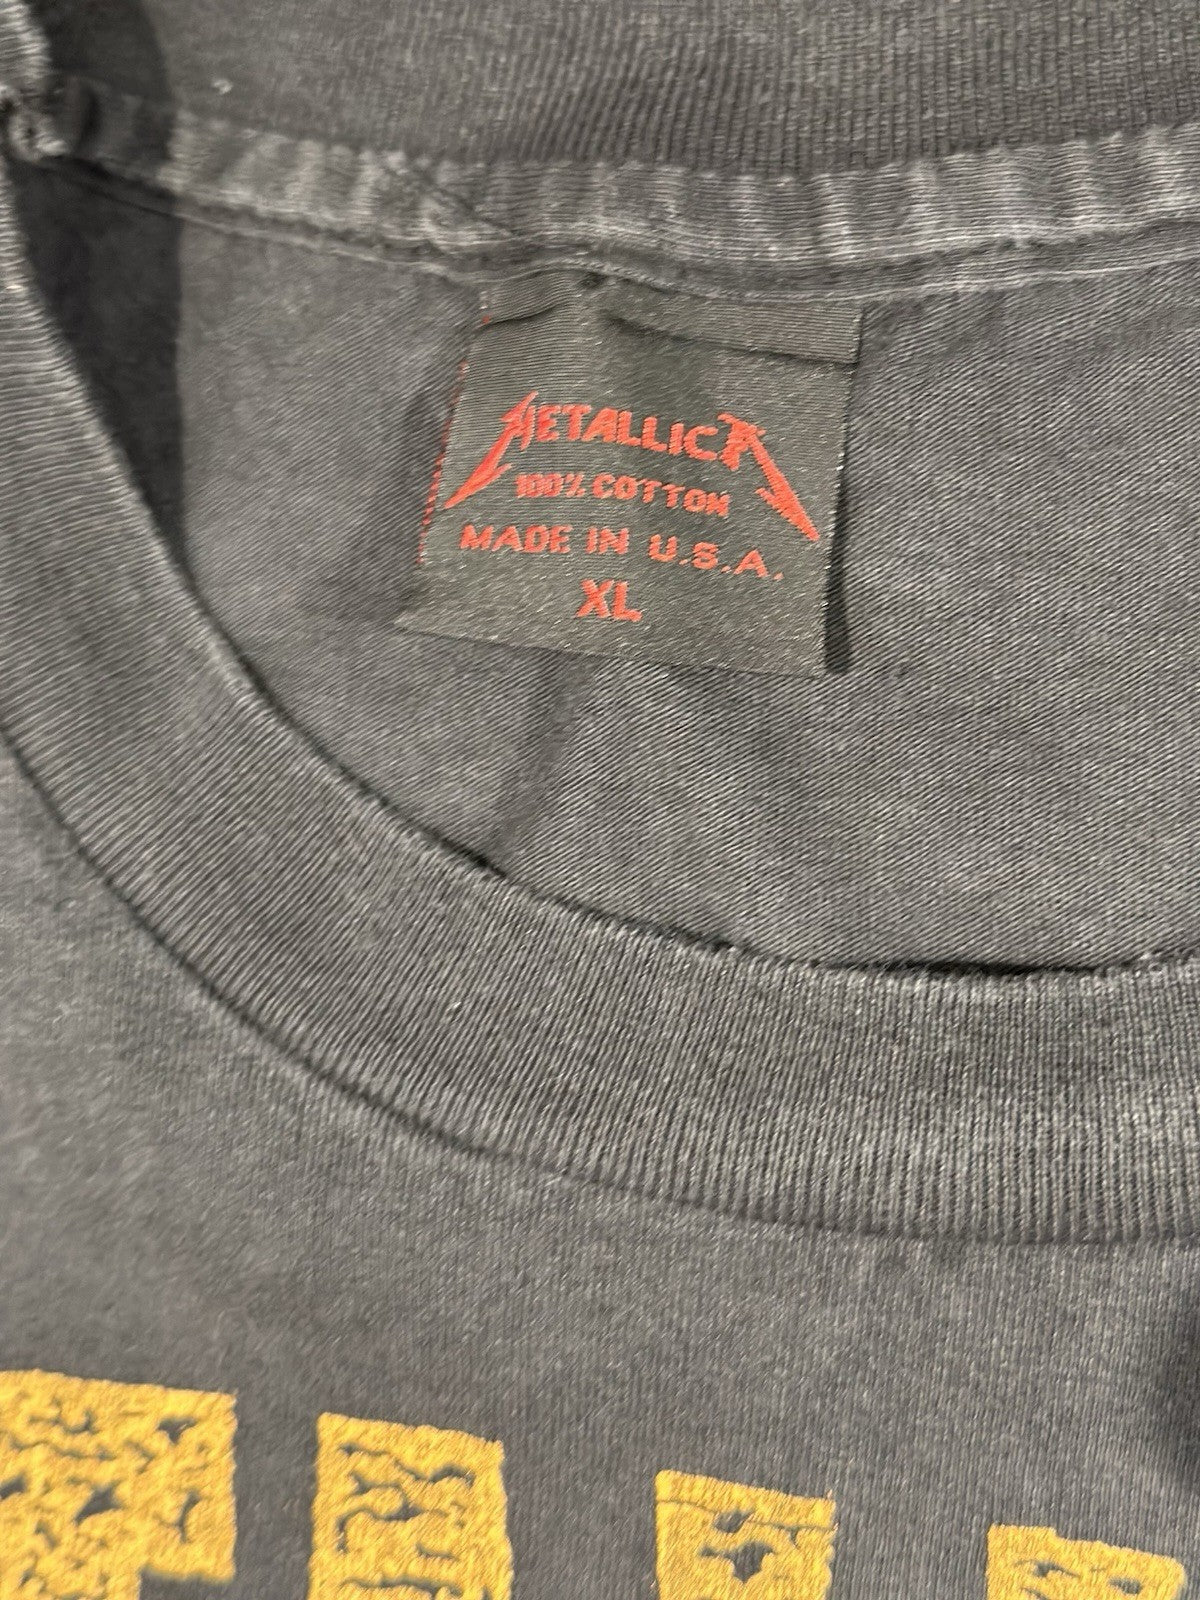 METALLICA
100% COTTON
MADE IN U.S.A.
XL